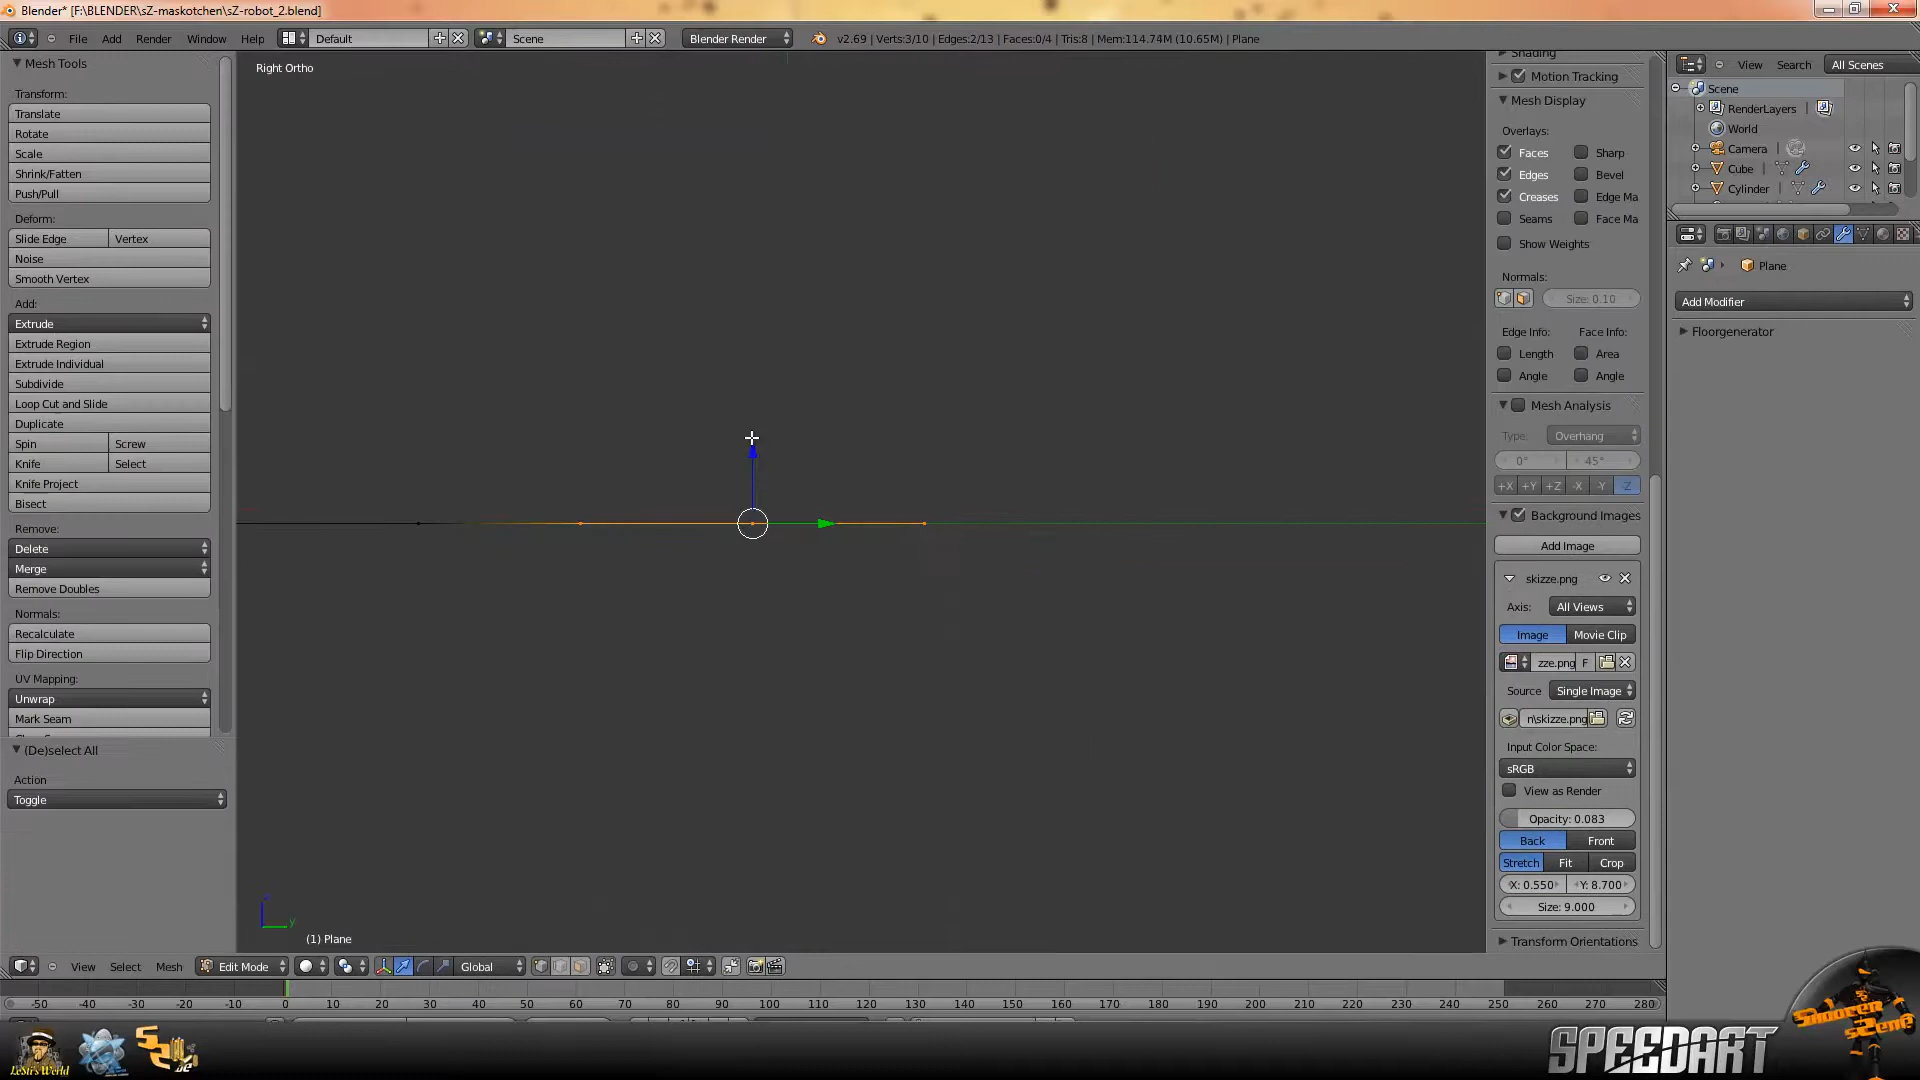 Blender* [F:\BLENDER\sZ-maskotchen\sZ-robot_2.blend]
File Add Render Window Help Default Scene Blender Render v2.69 | Verts:3/10 | Edges:2/13 | Faces:0/4 | Tris:8 | Mem:114.74M (10.65M) | Plane
Mesh Tools
Transform:
Translate
Rotate
Scale
Shrink/Fatten
Push/Pull
Deform:
Slide Edge Vertex
Noise
Smooth Vertex
Add:
Extrude
Extrude Region
Extrude Individual
Subdivide
Loop Cut and Slide
Duplicate
Spin Screw
Knife Select
Knife Project
Bisect
Remove:
Delete
Merge
Remove Doubles
Normals:
Recalculate
Flip Direction
UV Mapping:
Unwrap
Mark Seam
(De)select All
Action
Toggle
Right Ortho
z
y
(1) Plane
Shading
Motion Tracking
Mesh Display
Overlays:
Faces Sharp
Edges Bevel
Creases Edge Ma
Seams Face Ma
Show Weights
Normals:
Size: 0.10
Edge Info: Face Info:
Length Area
Angle Angle
Mesh Analysis
Type: Overhang
0° 45°
+X +Y +Z -X -Y -Z
Background Images
Add Image
skizze.png
Axis: All Views
Image Movie Clip
zze.png F
Source Single Image
n\skizze.png
Input Color Space:
sRGB
View as Render
Opacity: 0.083
Back Front
Stretch Fit Crop
X: 0.550 Y: 8.700
Size: 9.000
Transform Orientations
View Search All Scenes
Scene
RenderLayers
World
Camera
Cube
Cylinder
Plane
Add Modifier
Floorgenerator
View Select Mesh Edit Mode Global
-50 -40 -30 -20 -10 0 10 20 30 40 50 60 70 80 90 100 110 120 130 140 150 160 170 180 190 200 210 220 230 240 250 260 270 280
LeSti's World
SPEEDART